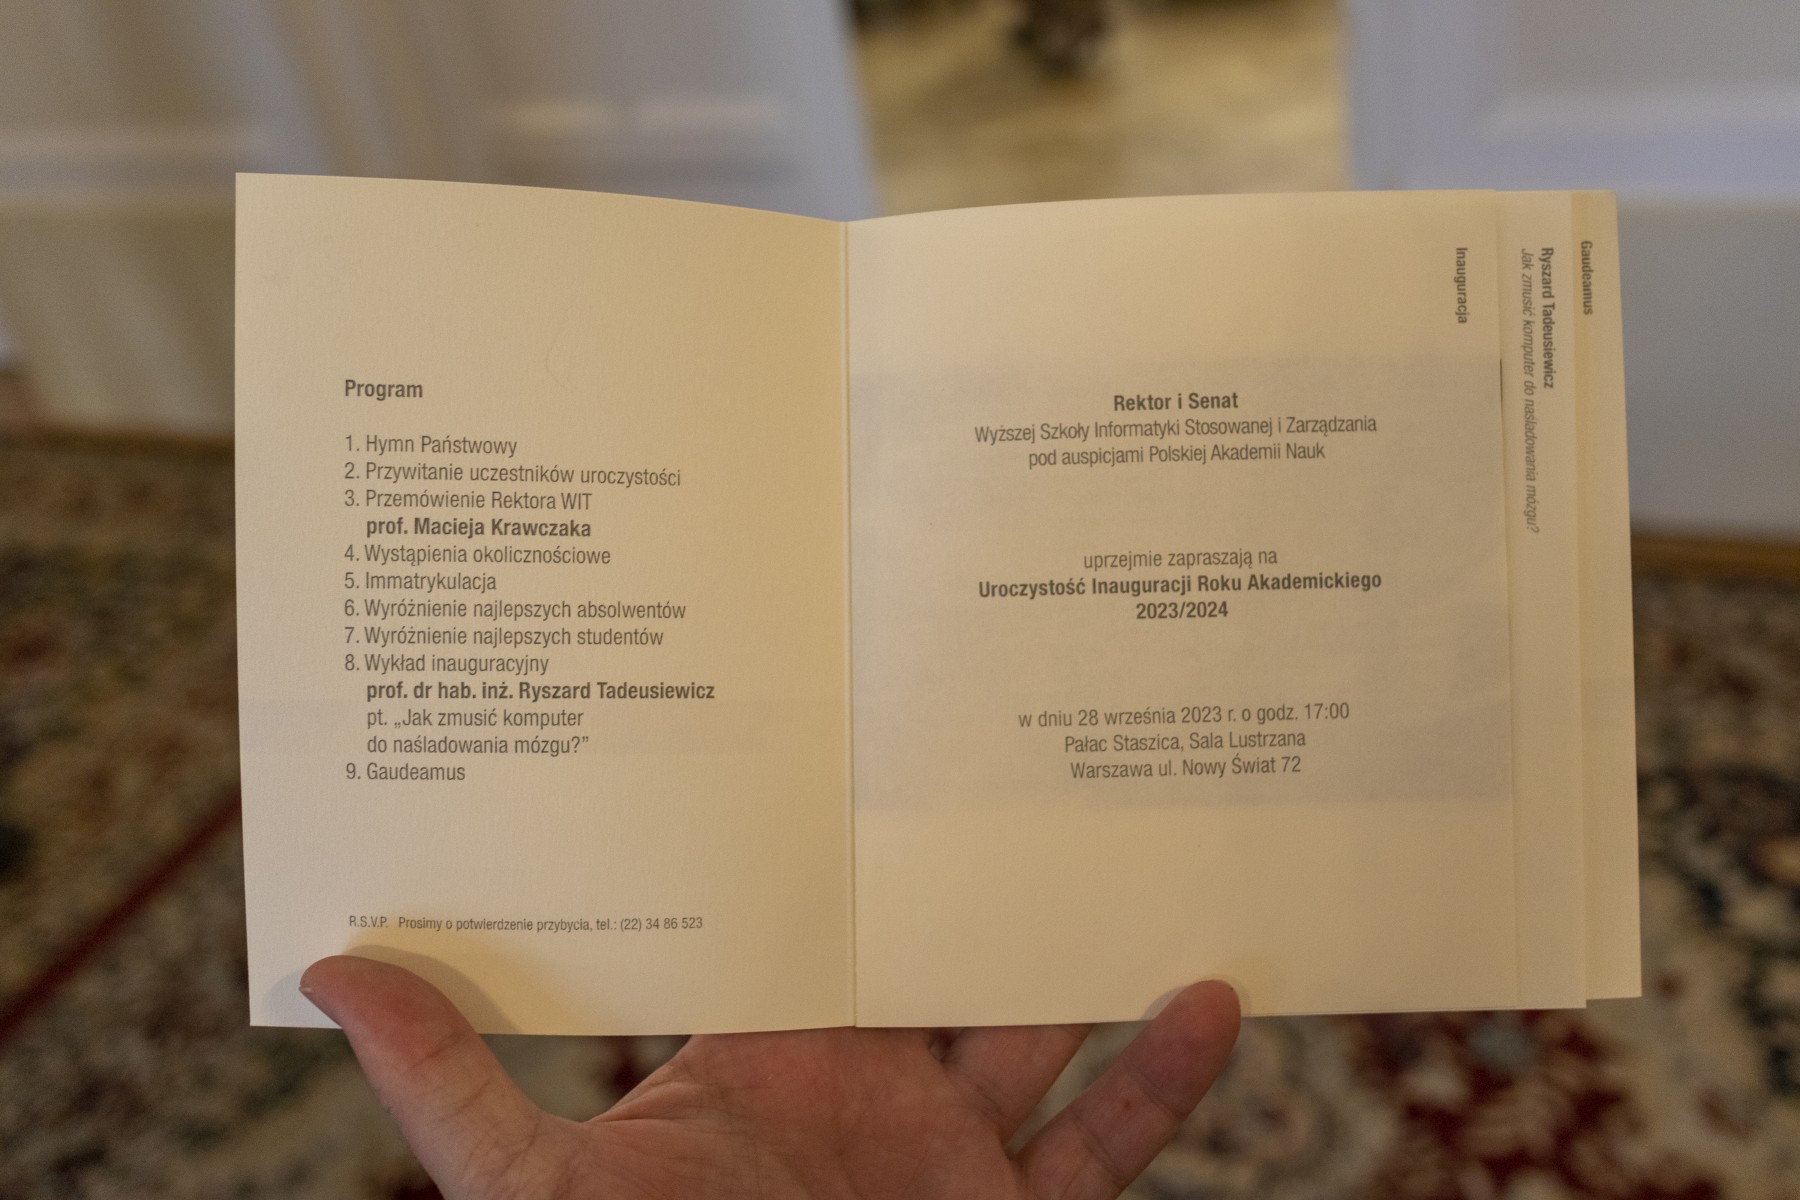 Program
1. Hymn Państwowy
2. Przywitanie uczestników uroczystości
3. Przemówienie Rektora WIT
prof. Macieja Krawczaka
4. Wystąpienia okolicznościowe
5. Immatrykulacja
6. Wyróżnienie najlepszych absolwentów
7. Wyróżnienie najlepszych studentów
8. Wykład inauguracyjny
prof. dr hab. inż. Ryszard Tadeusiewicz
pt. „Jak zmusić komputer
do naśladowania mózgu?”
9. Gaudeamus
R.S.V.P. Prosimy o potwierdzenie przybycia, tel.: (22) 34 86 523
Rektor i Senat
Wyższej Szkoły Informatyki Stosowanej i Zarządzania
pod auspicjami Polskiej Akademii Nauk
uprzejmie zapraszają na
Uroczystość Inauguracji Roku Akademickiego
2023/2024
w dniu 28 września 2023 r. o godz. 17:00
Pałac Staszica, Sala Lustrzana
Warszawa ul. Nowy Świat 72
Inauguracja
Ryszard Tadeusiewicz
Jak zmusić komputer do naśladowania mózgu?
Gaudeamus